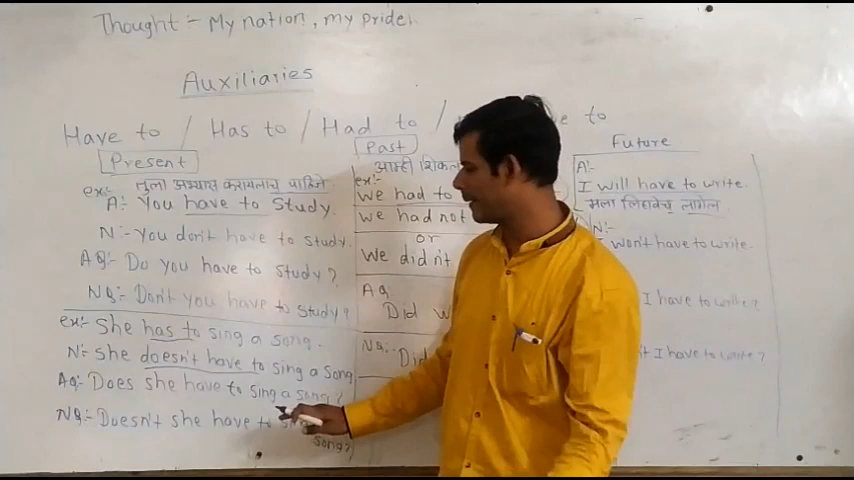 Thought :- My nation, my pride.
Auxiliaries
Have to / Has to / Had to / e to
Present
ex:- तुला अभ्यास करायलाच पाहिजे
A:- You have to study.
N:- You don't have to study.
AQ:- Do you have to study?
NQ:- Don't you have to study?
ex:- She has to sing a song.
N:- She doesn't have to sing a song.
AQ:- Does she have to sing a song?
NQ:- Doesn't she have to
song?
Past
आम्ही
ex:-
We had to
We had not
or
We didn't
AQ
Did
NQ:- Did
Future
A:-
I will have to write.
मला लिहावेच लागेल
N:-
won't have to write.
I have to write?
I have to write?